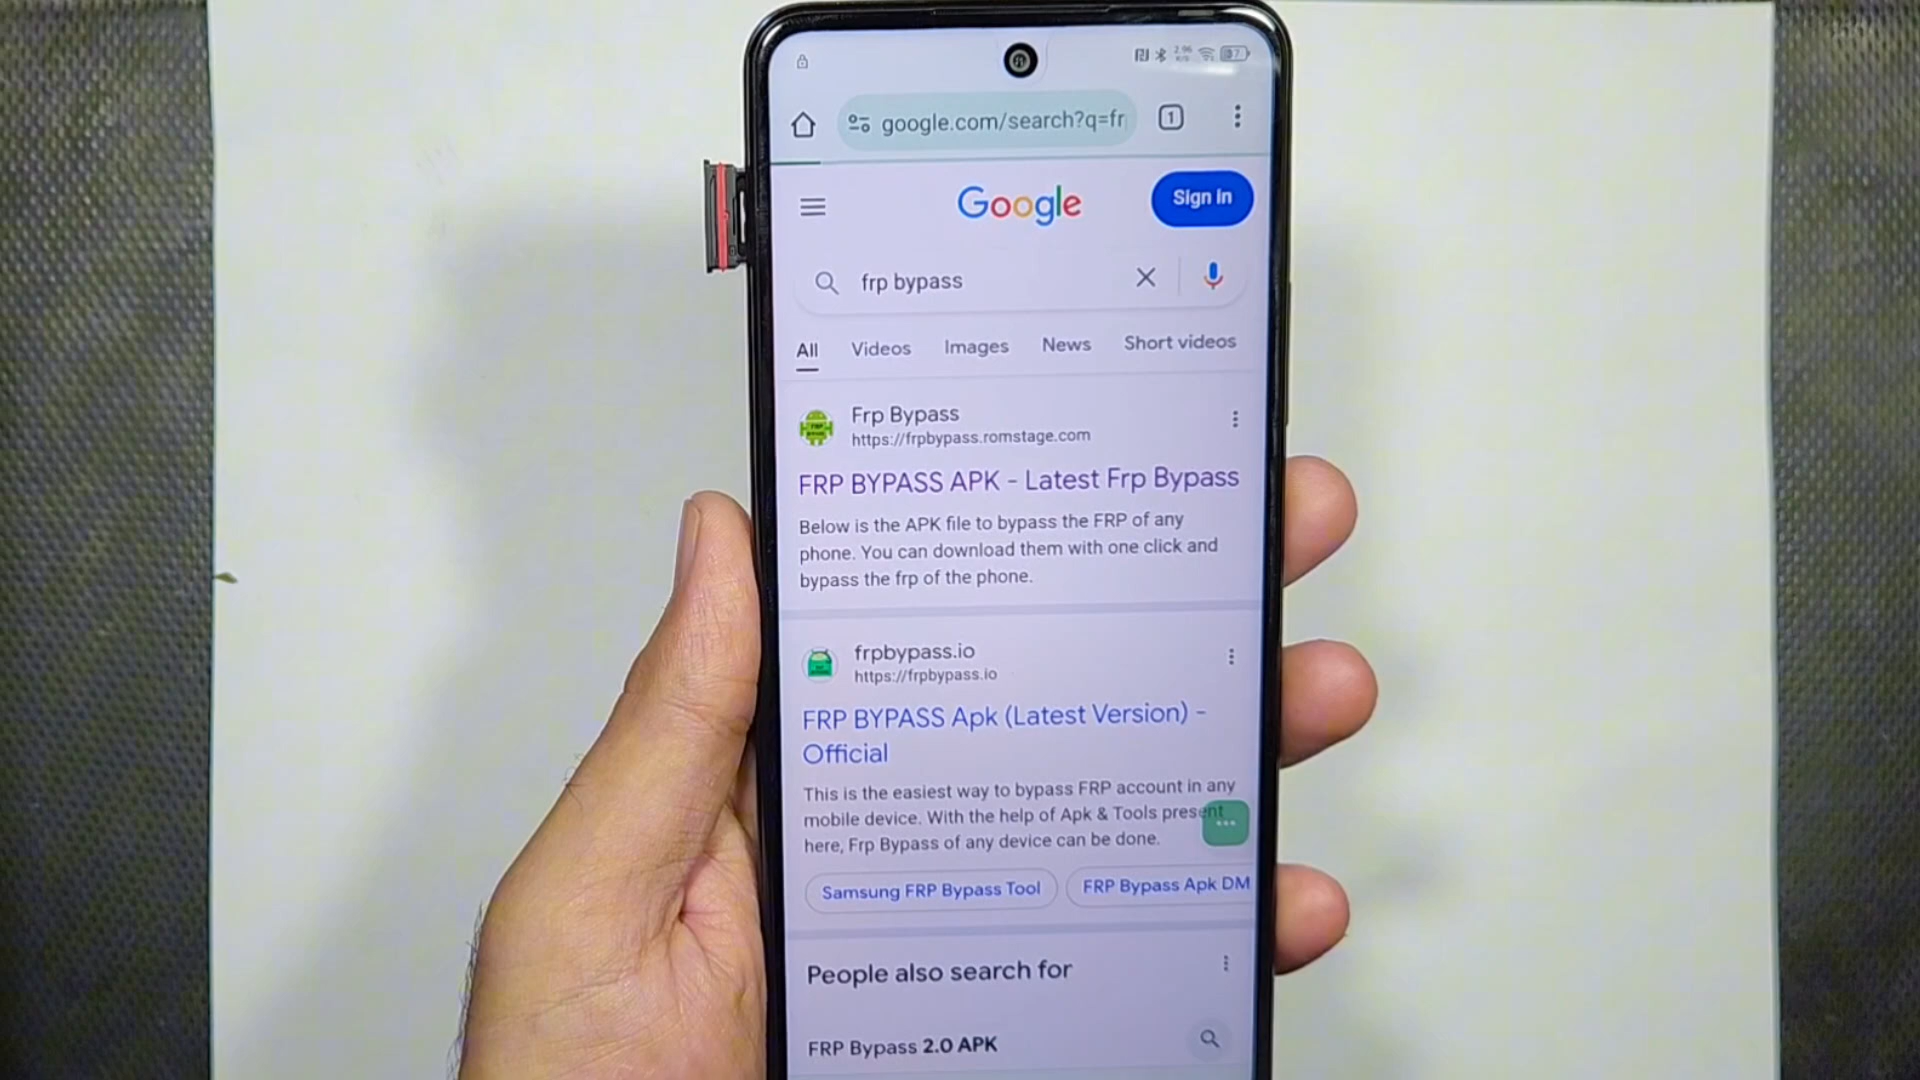 google.com/search?q=fr
1
Google
Sign in
frp bypass
All Videos Images News Short videos
Frp Bypass
https://frpbypass.romstage.com
FRP BYPASS APK - Latest Frp Bypass
Below is the APK file to bypass the FRP of any
phone. You can download them with one click and
bypass the frp of the phone.
frpbypass.io
https://frpbypass.io
FRP BYPASS Apk (Latest Version) -
Official
This is the easiest way to bypass FRP account in any
mobile device. With the help of Apk & Tools present
here, Frp Bypass of any device can be done.
Samsung FRP Bypass Tool FRP Bypass Apk DM
People also search for
FRP Bypass 2.0 APK